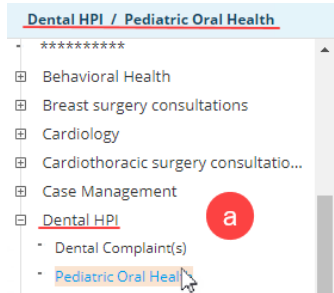 Dental HPI / Pediatric Oral Health
**********
Behavioral Health
Breast surgery consultations
Cardiology
Cardiothoracic surgery consultatio...
Case Management
Dental HPI
a
Dental Complaint(s)
Pediatric Oral Health